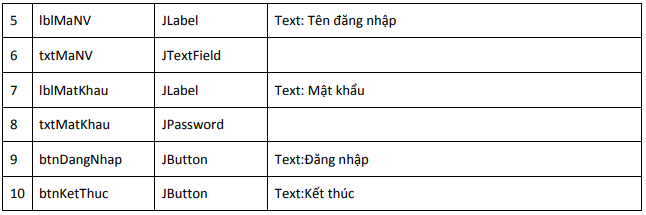 5 lblMaNV JLabel Text: Tên đăng nhập
6 txtMaNV JTextField
7 lblMatKhau JLabel Text: Mật khẩu
8 txtMatKhau JPassword
9 btnDangNhap JButton Text:Đăng nhập
10 btnKetThuc JButton Text:Kết thúc